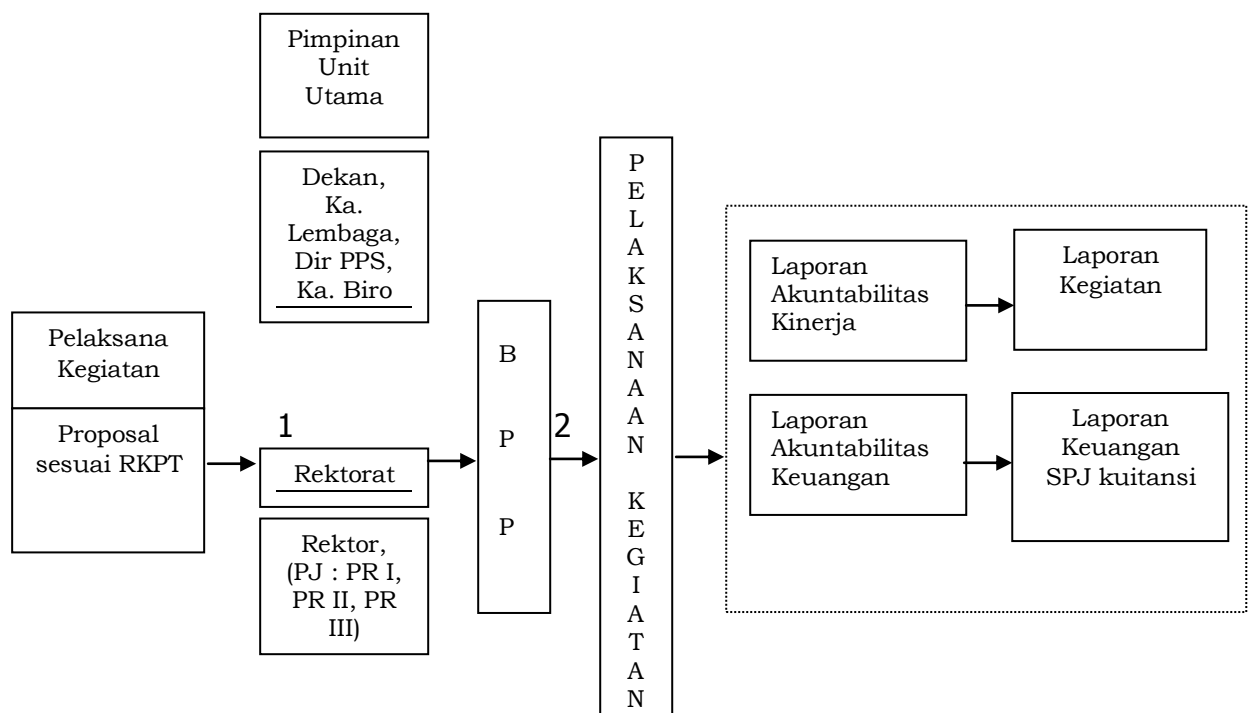 Pimpinan
Unit
Utama
Dekan,
Ka.
Lembaga,
Dir PPS,
Ka. Biro
Pelaksana
Kegiatan
Proposal
sesuai RKPT
1
Rektorat
Rektor,
(PJ : PR I,
PR II, PR
III)
B
P
P
2
P
E
L
A
K
S
A
N
A
A
N
K
E
G
I
A
T
A
N
Laporan
Akuntabilitas
Kinerja
Laporan
Kegiatan
Laporan
Akuntabilitas
Keuangan
Laporan
Keuangan
SPJ kuitansi